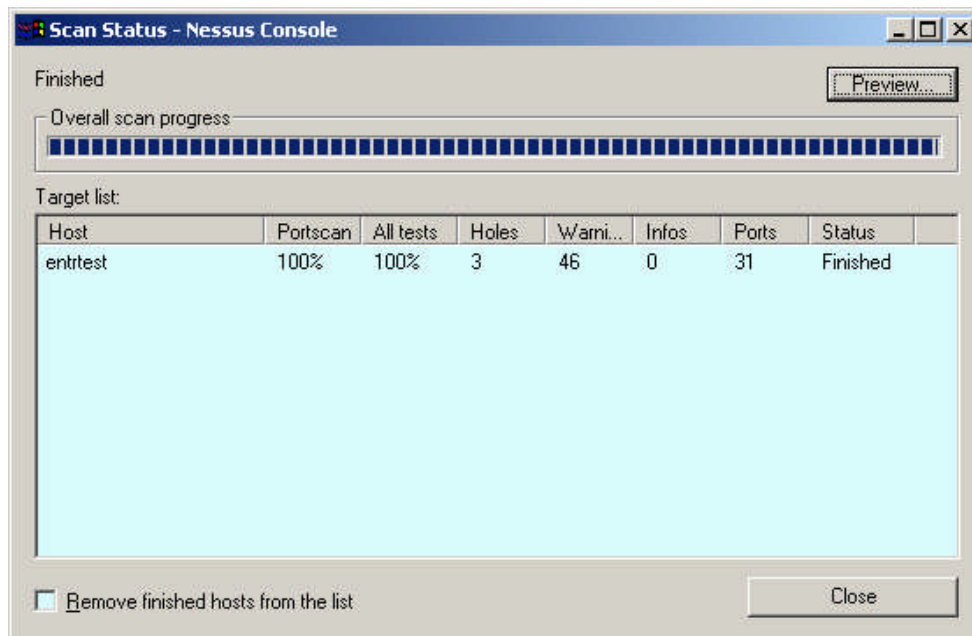 Scan Status - Nessus Console
Finished Preview...
Overall scan progress
Target list:
Host Portscan All tests Holes Warni... Infos Ports Status
entrtest 100% 100% 3 46 0 31 Finished
Remove finished hosts from the list Close